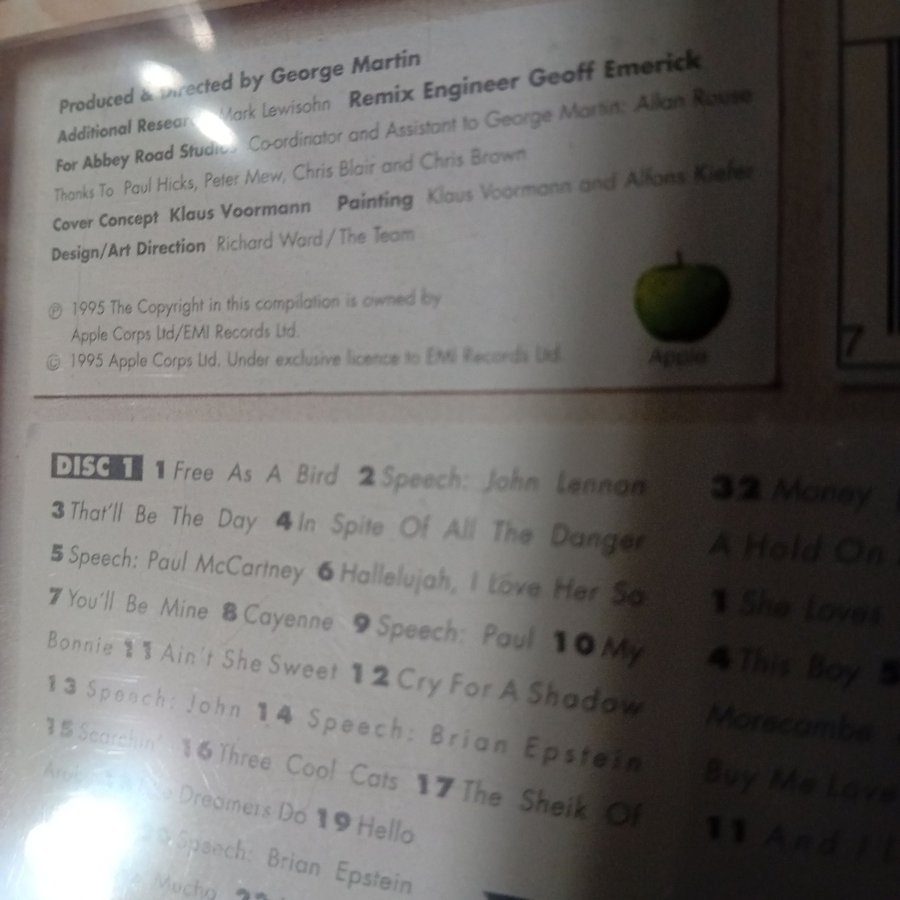 Produced & Directed by George Martin
Additional Resear Mark Lewisohn Remix Engineer Geoff Emerick
For Abbey Road Studios Co-ordinator and Assistant to George Martin: Allan Rouse
Thanks To Paul Hicks, Peter Mew, Chris Blair and Chris Brown
Cover Concept Klaus Voormann Painting Klaus Voormann and Alfons Kiefer
Design/Art Direction Richard Ward/The Team
℗ 1995 The Copyright in this compilation is owned by
Apple Corps Ltd/EMI Records Ltd.
© 1995 Apple Corps Ltd. Under exclusive licence to EMI Records Ltd.
Apple
7
DISC 1 1 Free As A Bird 2 Speech: John Lennon
3 That'll Be The Day 4 In Spite Of All The Danger
5 Speech: Paul McCartney 6 Hallelujah, I Love Her So
7 You'll Be Mine 8 Cayenne 9 Speech: Paul 10 My
Bonnie 11 Ain't She Sweet 12 Cry For A Shadow
13 Speech: John 14 Speech: Brian Epstein
15 Searchin' 16 Three Cool Cats 17 The Sheik Of
Dreamers Do 19 Hello
Speech: Brian Epstein
Mucho
32 Money
A Hold On
1 She Loves
4 This Boy 5
Morecambe
Buy Me Love
11 And I